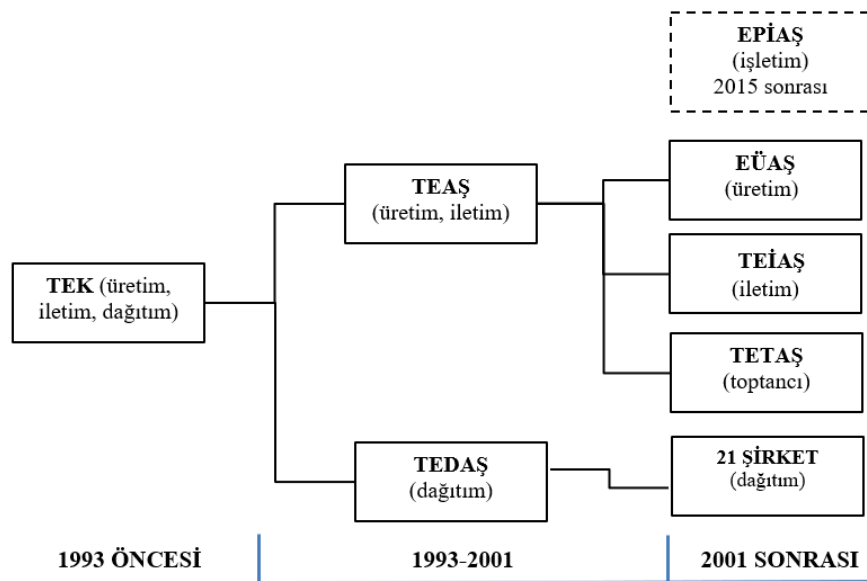 EPİAŞ
(işletim)
2015 sonrası
EÜAŞ
(üretim)
TEAŞ
(üretim, iletim)
TEİAŞ
(iletim)
TEK (üretim,
iletim, dağıtım)
TETAŞ
(toptancı)
TEDAŞ
(dağıtım)
21 ŞİRKET
(dağıtım)
1993 ÖNCESİ
1993-2001
2001 SONRASI